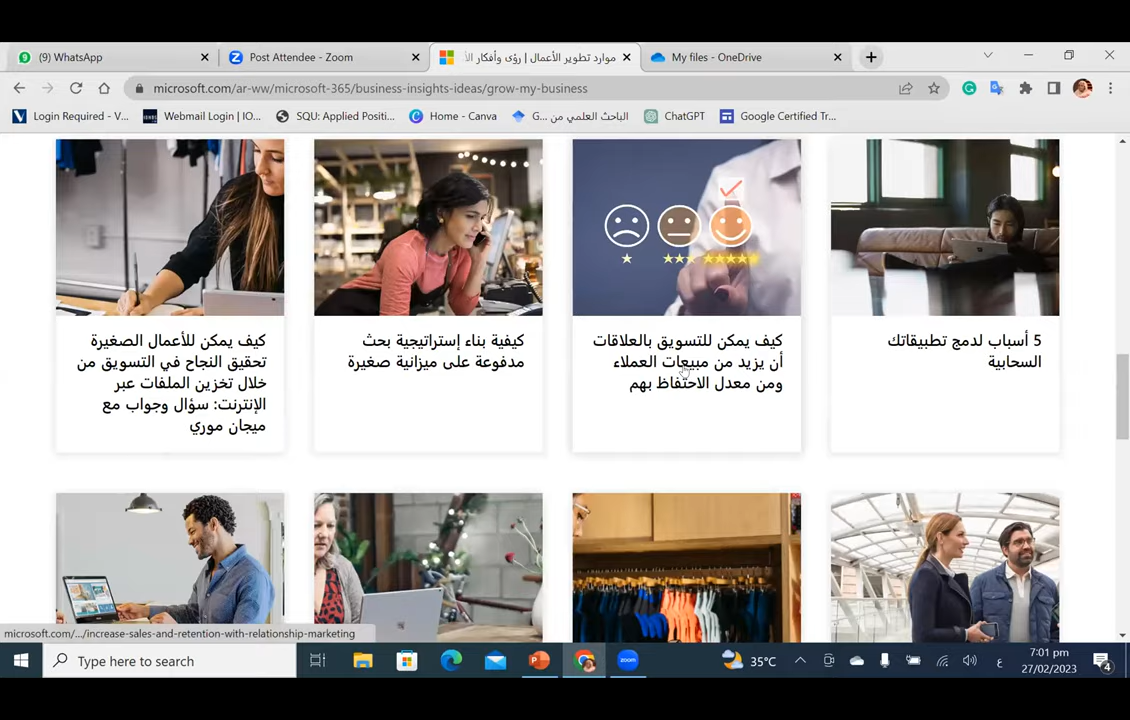 (9) WhatsApp
Post Attendee - Zoom
موارد تطوير الأعمال | رؤى وأفكار الأ
My files - OneDrive
microsoft.com/ar-ww/microsoft-365/business-insights-ideas/grow-my-business
Login Required - V...
Webmail Login | IO...
SQU: Applied Positi...
Home - Canva
الباحث العلمي من G...
ChatGPT
Google Certified Tr...
5 أسباب لدمج تطبيقاتك
السحابية
كيف يمكن للتسويق بالعلاقات
أن يزيد من مبيعات العملاء
ومن معدل الاحتفاظ بهم
كيفية بناء إستراتيجية بحث
مدفوعة على ميزانية صغيرة
كيف يمكن للأعمال الصغيرة
تحقيق النجاح في التسويق من
خلال تخزين الملفات عبر
الإنترنت: سؤال وجواب مع
ميجان موري
microsoft.com/.../increase-sales-and-retention-with-relationship-marketing
Type here to search
zoom
35°C
ع
7:01 pm
27/02/2023
4